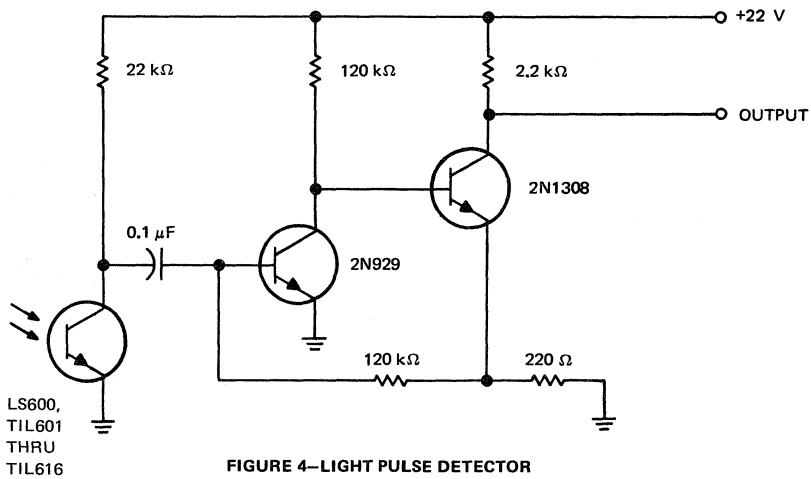 +22 V
22 kΩ
120 kΩ
2.2 kΩ
OUTPUT
2N1308
0.1 μF
2N929
120 kΩ
220 Ω
LS600,
TIL601
THRU
TIL616
FIGURE 4—LIGHT PULSE DETECTOR